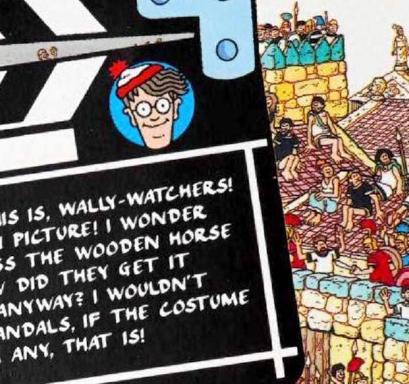 IS IS, WALLY-WATCHERS!
PICTURE! I WONDER
SS THE WOODEN HORSE
DID THEY GET IT
ANYWAY? I WOULDN'T
ANDALS, IF THE COSTUME
ANY, THAT IS!